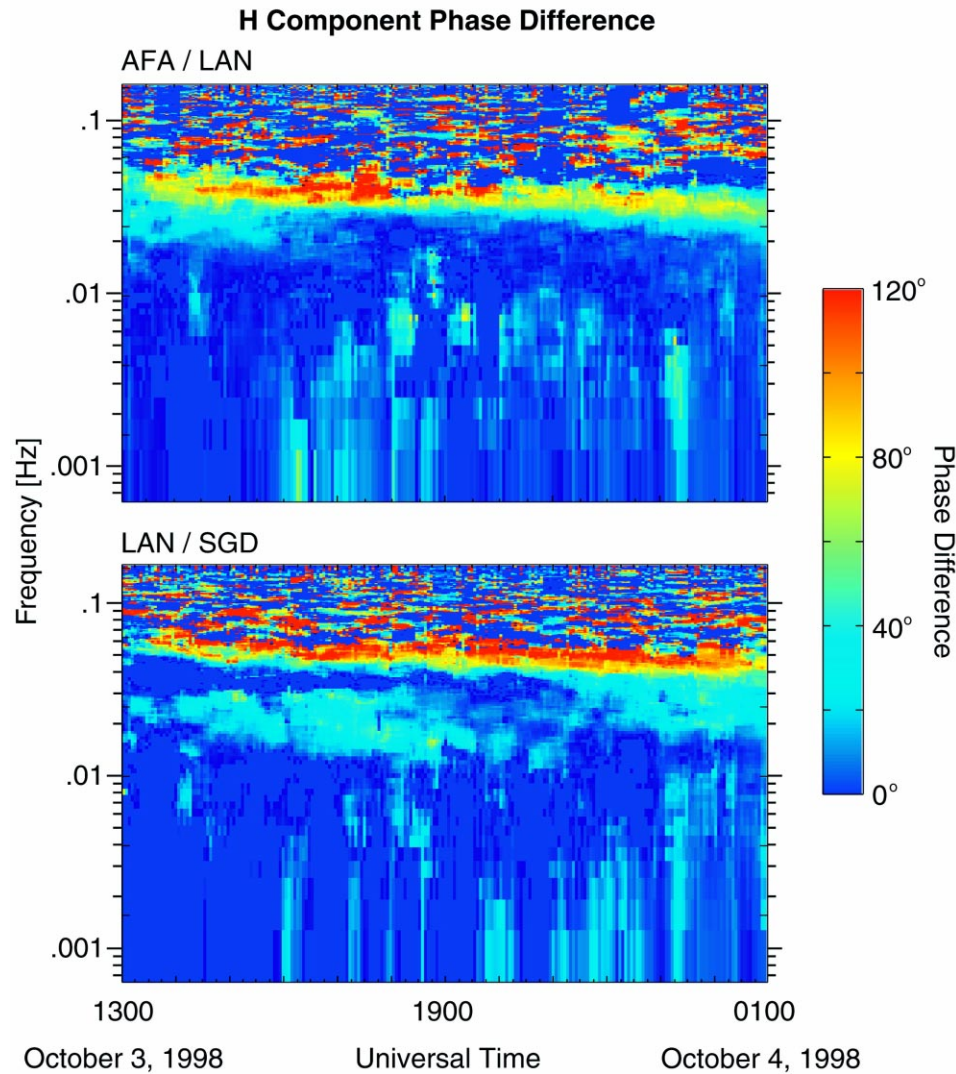 H Component Phase Difference
AFA / LAN
.1
.01
.001
Frequency [Hz]
LAN / SGD
.1
.01
.001
1300
1900
0100
October 3, 1998
Universal Time
October 4, 1998
120°
80°
40°
0°
Phase Difference